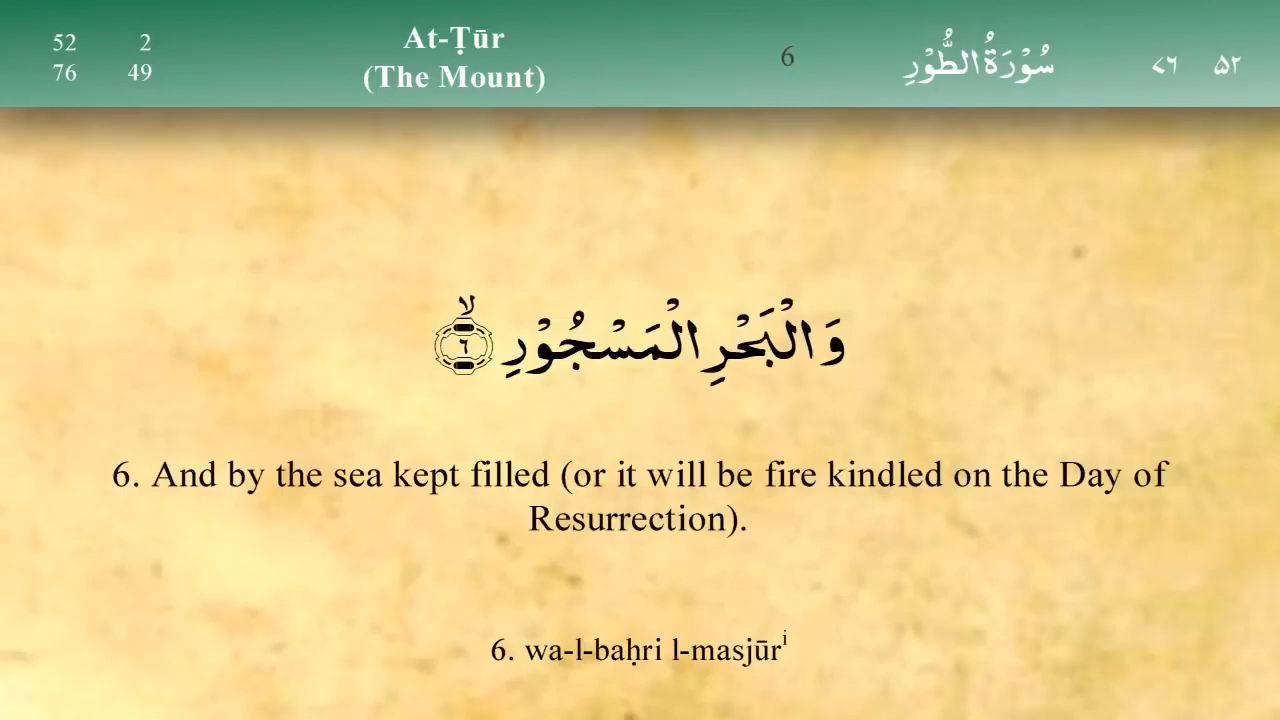 52 2 At-Ṭūr 6 سُوْرَةُ الطُّوْرِ ٧٦ ٥٢
76 49 (The Mount)
وَالْبَحْرِ الْمَسْجُوْرِ ۙ ٦
6. And by the sea kept filled (or it will be fire kindled on the Day of
Resurrection).
6. wa-l-baḥri l-masjūrⁱ